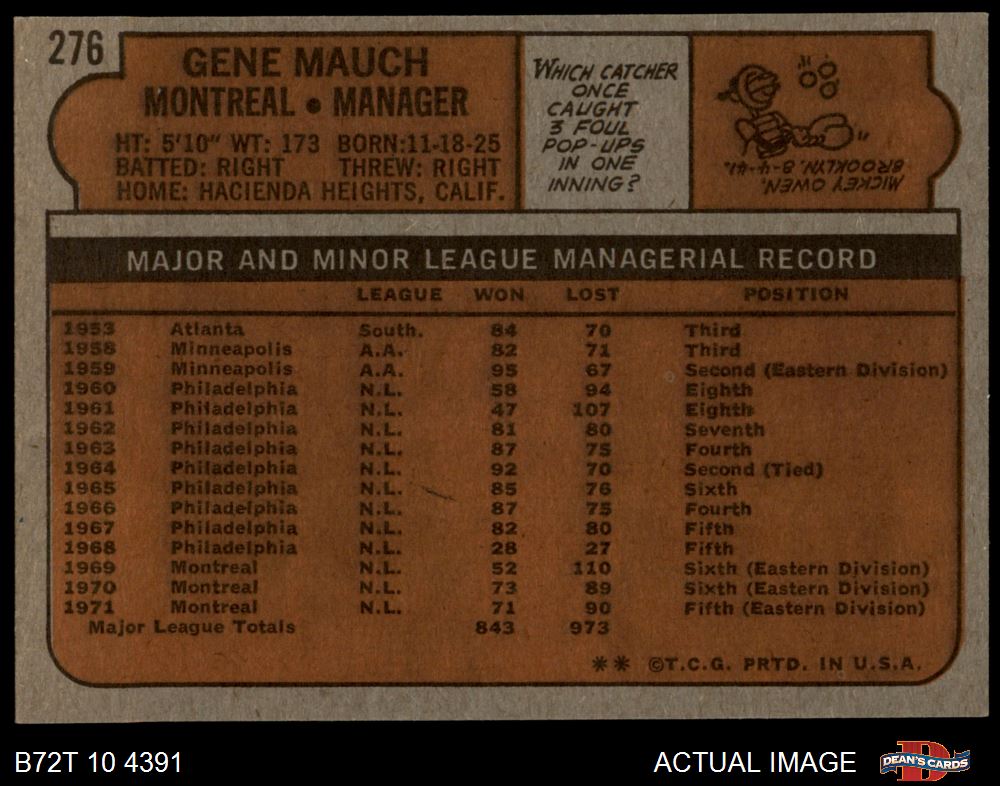 276
GENE MAUCH
MONTREAL • MANAGER
HT: 5'10" WT: 173 BORN:11-18-25
BATTED: RIGHT THREW: RIGHT
HOME: HACIENDA HEIGHTS, CALIF.
WHICH CATCHER
ONCE
CAUGHT
3 FOUL
POP-UPS
IN ONE
INNING?
MICKEY OWEN,
BROOKLYN, 8-4-41.
MAJOR AND MINOR LEAGUE MANAGERIAL RECORD
LEAGUE WON LOST POSITION
1953 Atlanta South. 84 70 Third
1958 Minneapolis A.A. 82 71 Third
1959 Minneapolis A.A. 95 67 Second (Eastern Division)
1960 Philadelphia N.L. 58 94 Eighth
1961 Philadelphia N.L. 47 107 Eighth
1962 Philadelphia N.L. 81 80 Seventh
1963 Philadelphia N.L. 87 75 Fourth
1964 Philadelphia N.L. 92 70 Second (Tied)
1965 Philadelphia N.L. 85 76 Sixth
1966 Philadelphia N.L. 87 75 Fourth
1967 Philadelphia N.L. 82 80 Fifth
1968 Philadelphia N.L. 28 27 Fifth
1969 Montreal N.L. 52 110 Sixth (Eastern Division)
1970 Montreal N.L. 73 89 Sixth (Eastern Division)
1971 Montreal N.L. 71 90 Fifth (Eastern Division)
Major League Totals 843 973
** ©T.C.G. PRTD. IN U.S.A.
B72T 10 4391
ACTUAL IMAGE
DEAN'S CARDS